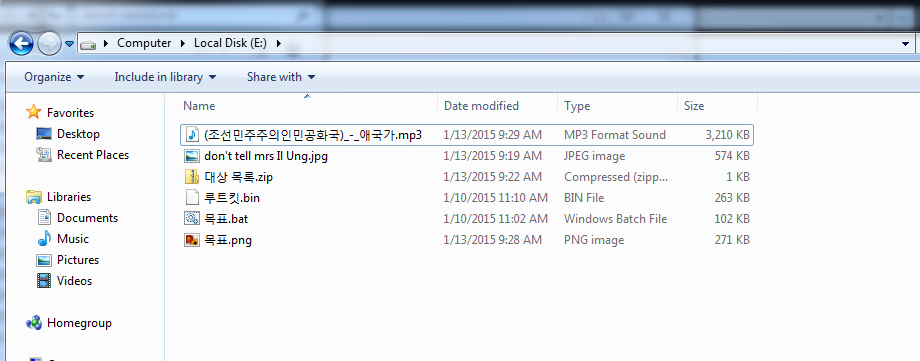 Computer Local Disk (E:)
Organize Include in library Share with
Favorites
Desktop
Recent Places
Libraries
Documents
Music
Pictures
Videos
Homegroup
Name Date modified Type Size
(조선민주주의인민공화국)_-_애국가.mp3 1/13/2015 9:29 AM MP3 Format Sound 3,210 KB
don't tell mrs Il Ung.jpg 1/13/2015 9:19 AM JPEG image 574 KB
대상 목록.zip 1/13/2015 9:22 AM Compressed (zipp... 1 KB
루트킷.bin 1/10/2015 11:10 AM BIN File 263 KB
목표.bat 1/10/2015 11:02 AM Windows Batch File 102 KB
목표.png 1/13/2015 9:28 AM PNG image 271 KB